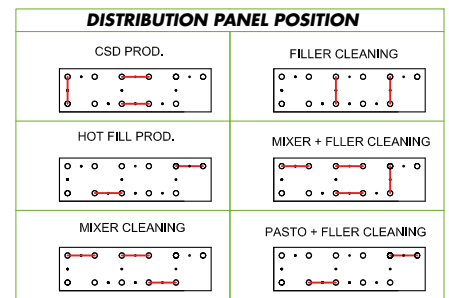 DISTRIBUTION PANEL POSITION
CSD PROD.
FILLER CLEANING
HOT FILL PROD.
MIXER + FLLER CLEANING
MIXER CLEANING
PASTO + FLLER CLEANING